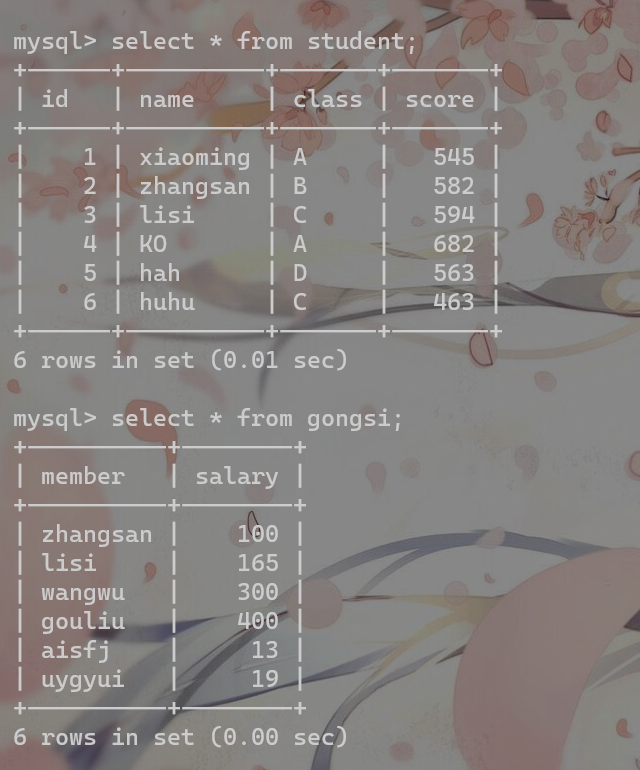 mysql> select * from student;
+------+----------+-------+-------+
| id   | name     | class | score |
+------+----------+-------+-------+
|    1 | xiaoming | A     |   545 |
|    2 | zhangsan | B     |   582 |
|    3 | lisi     | C     |   594 |
|    4 | KO       | A     |   682 |
|    5 | hah      | D     |   563 |
|    6 | huhu     | C     |   463 |
+------+----------+-------+-------+
6 rows in set (0.01 sec)
mysql> select * from gongsi;
+----------+--------+
| member   | salary |
+----------+--------+
| zhangsan |    100 |
| lisi     |    165 |
| wangwu   |    300 |
| gouliu   |    400 |
| aisfj    |     13 |
| uygyui   |     19 |
+----------+--------+
6 rows in set (0.00 sec)